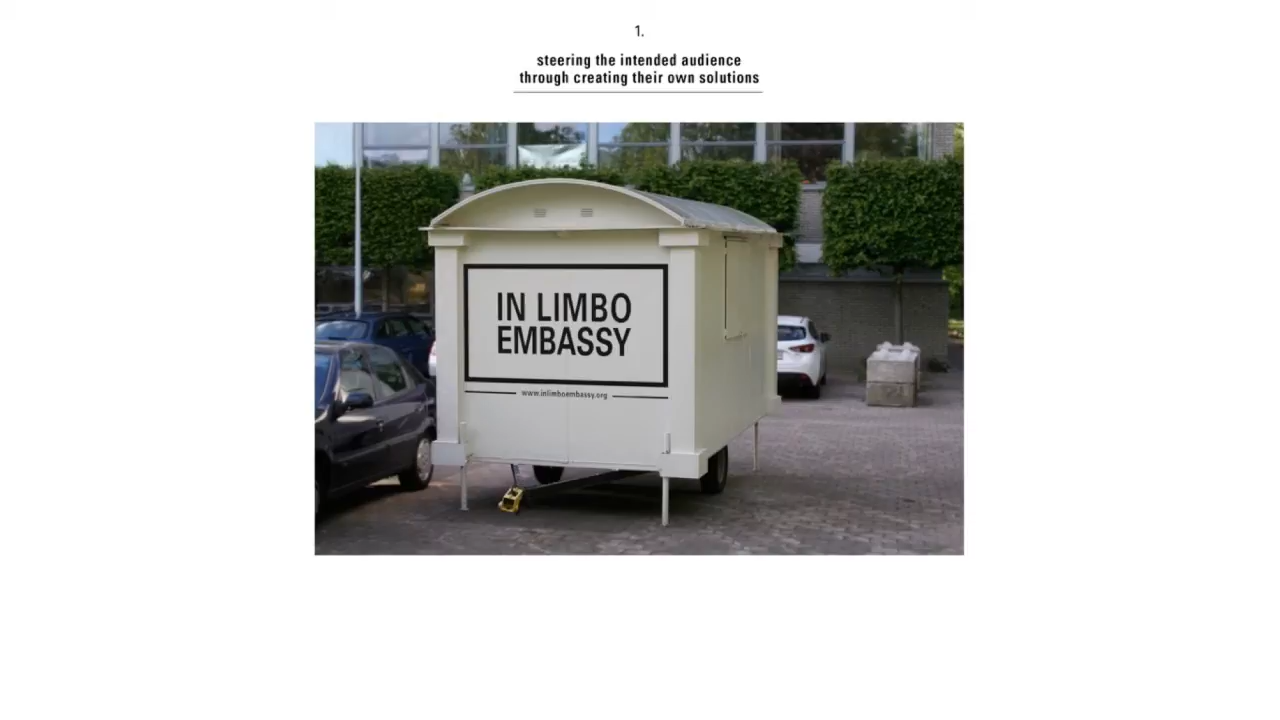 1.
steering the intended audience
through creating their own solutions
IN LIMBO
EMBASSY
www.inlimboembassy.org